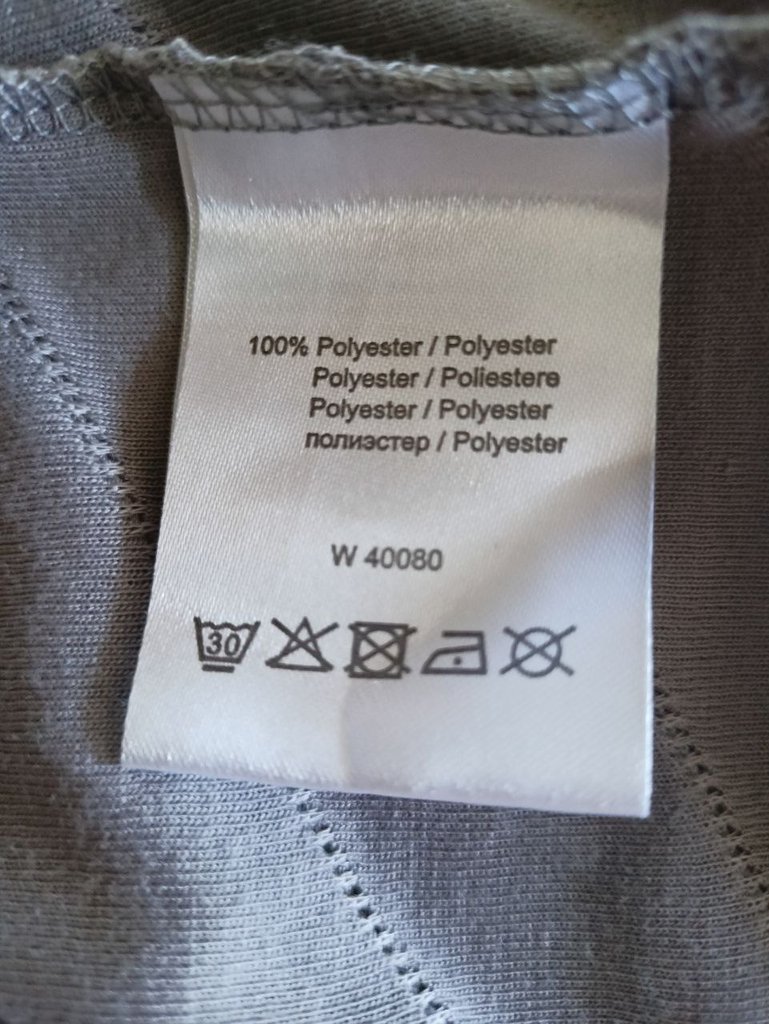 100% Polyester / Polyester
Polyester / Poliestere
Polyester / Polyester
полиэстер / Polyester
W 40080
30